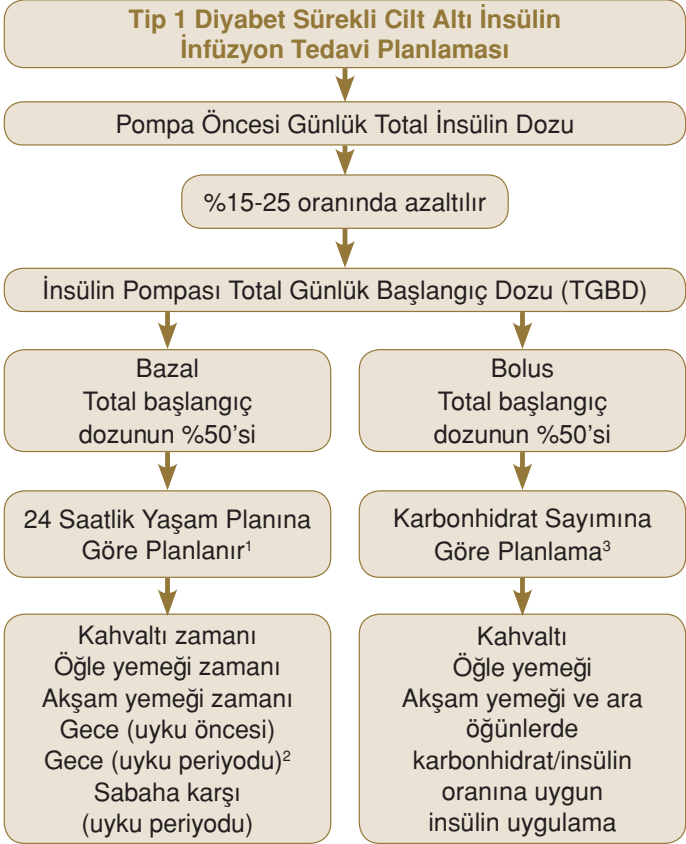 Tip 1 Diyabet Sürekli Cilt Altı İnsülin
İnfüzyon Tedavi Planlaması
Pompa Öncesi Günlük Total İnsülin Dozu
%15-25 oranında azaltılır
İnsülin Pompası Total Günlük Başlangıç Dozu (TGBD)
Bazal
Total başlangıç
dozunun %50'si
Bolus
Total başlangıç
dozunun %50'si
24 Saatlik Yaşam Planına
Göre Planlanır¹
Karbonhidrat Sayımına
Göre Planlama³
Kahvaltı zamanı
Öğle yemeği zamanı
Akşam yemeği zamanı
Gece (uyku öncesi)
Gece (uyku periyodu)²
Sabaha karşı
(uyku periyodu)
Kahvaltı
Öğle yemeği
Akşam yemeği ve ara
öğünlerde
karbonhidrat/insülin
oranına uygun
insülin uygulama